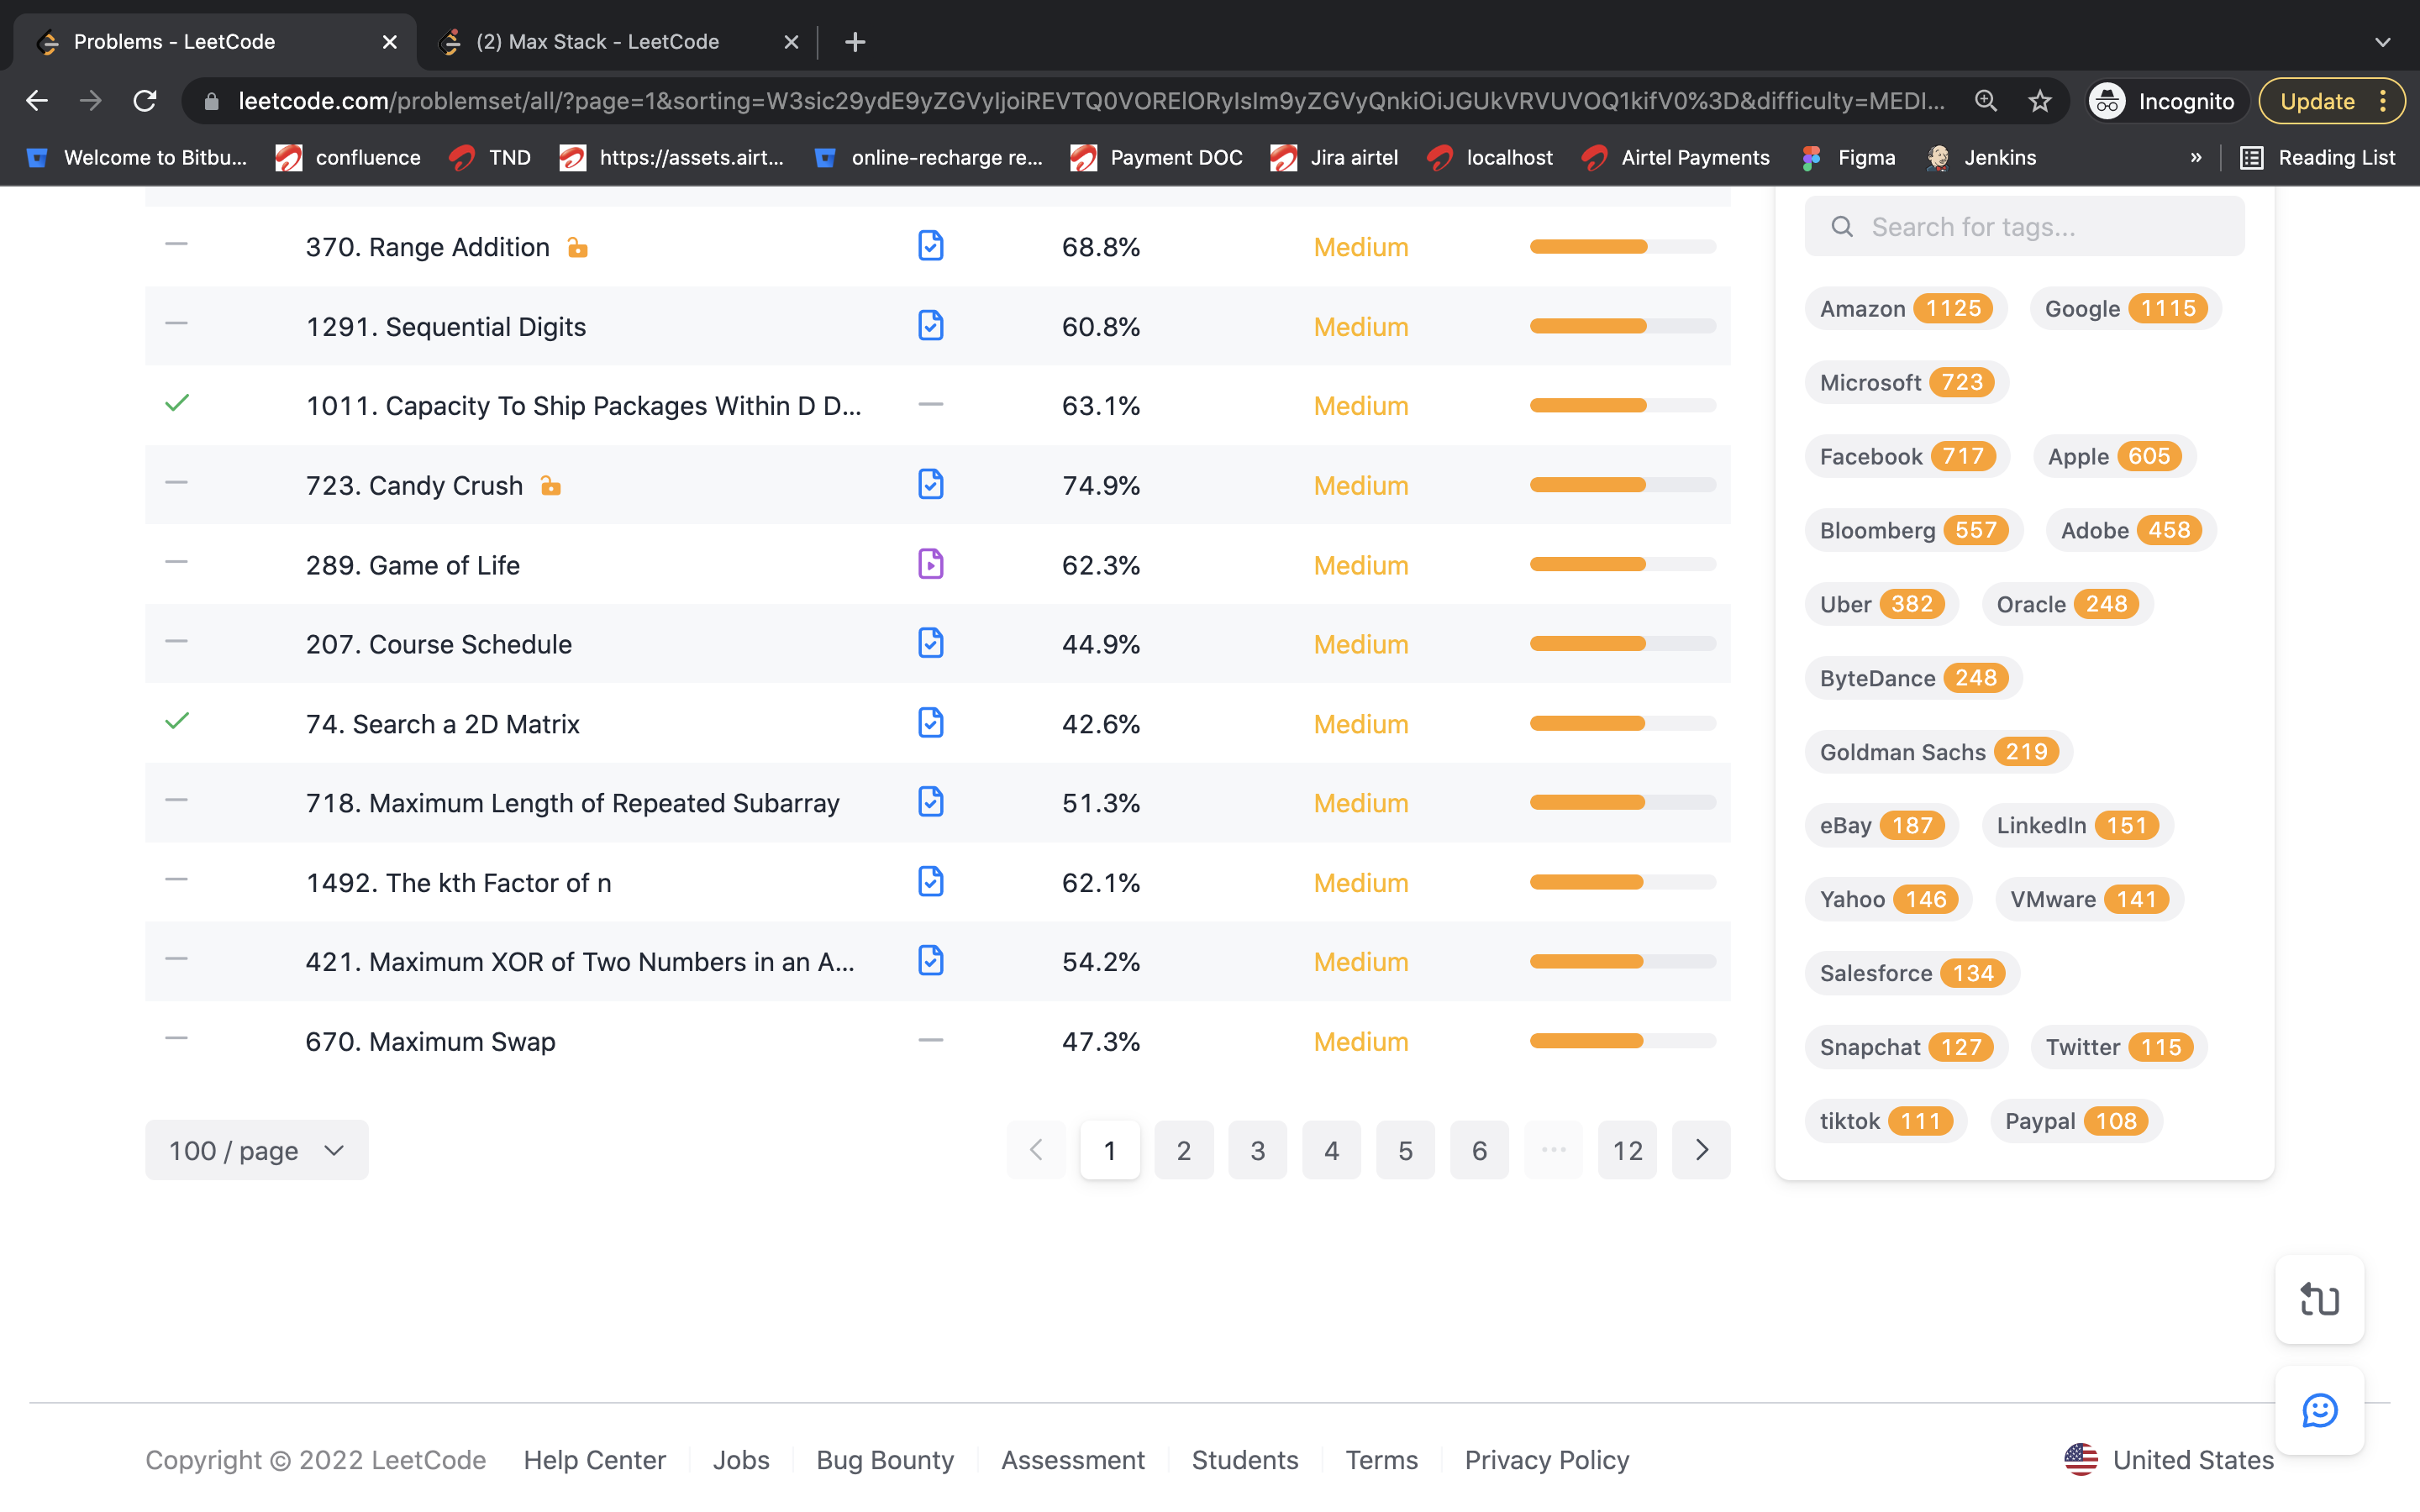 Problems - LeetCode
(2) Max Stack - LeetCode
leetcode.com/problemset/all/?page=1&sorting=W3sic29ydE9yZGVyIjoiREVTQ0VORElORyIsIm9yZGVyQnkiOiJGUkVRVUVOQ1kifV0%3D&difficulty=MEDI...
Incognito
Update
Welcome to Bitbu...
confluence
TND
https://assets.airt...
online-recharge re...
Payment DOC
Jira airtel
localhost
Airtel Payments
Figma
Jenkins
»
Reading List
370. Range Addition 68.8% Medium
1291. Sequential Digits 60.8% Medium
1011. Capacity To Ship Packages Within D D... 63.1% Medium
723. Candy Crush 74.9% Medium
289. Game of Life 62.3% Medium
207. Course Schedule 44.9% Medium
74. Search a 2D Matrix 42.6% Medium
718. Maximum Length of Repeated Subarray 51.3% Medium
1492. The kth Factor of n 62.1% Medium
421. Maximum XOR of Two Numbers in an A... 54.2% Medium
670. Maximum Swap 47.3% Medium
100 / page
1 2 3 4 5 6 ... 12
Search for tags...
Amazon 1125 Google 1115
Microsoft 723
Facebook 717 Apple 605
Bloomberg 557 Adobe 458
Uber 382 Oracle 248
ByteDance 248
Goldman Sachs 219
eBay 187 LinkedIn 151
Yahoo 146 VMware 141
Salesforce 134
Snapchat 127 Twitter 115
tiktok 111 Paypal 108
Copyright © 2022 LeetCode Help Center Jobs Bug Bounty Assessment Students Terms Privacy Policy United States